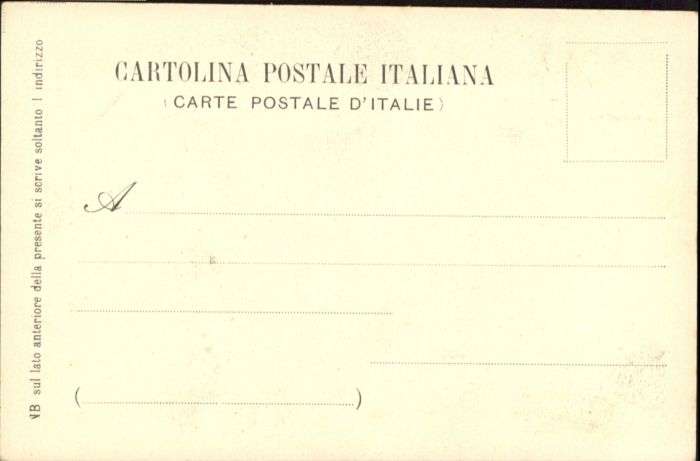 CARTOLINA POSTALE ITALIANA
(CARTE POSTALE D'ITALIE)
A
( )
NB sul lato anteriore della presente si scrive soltanto l indirizzo